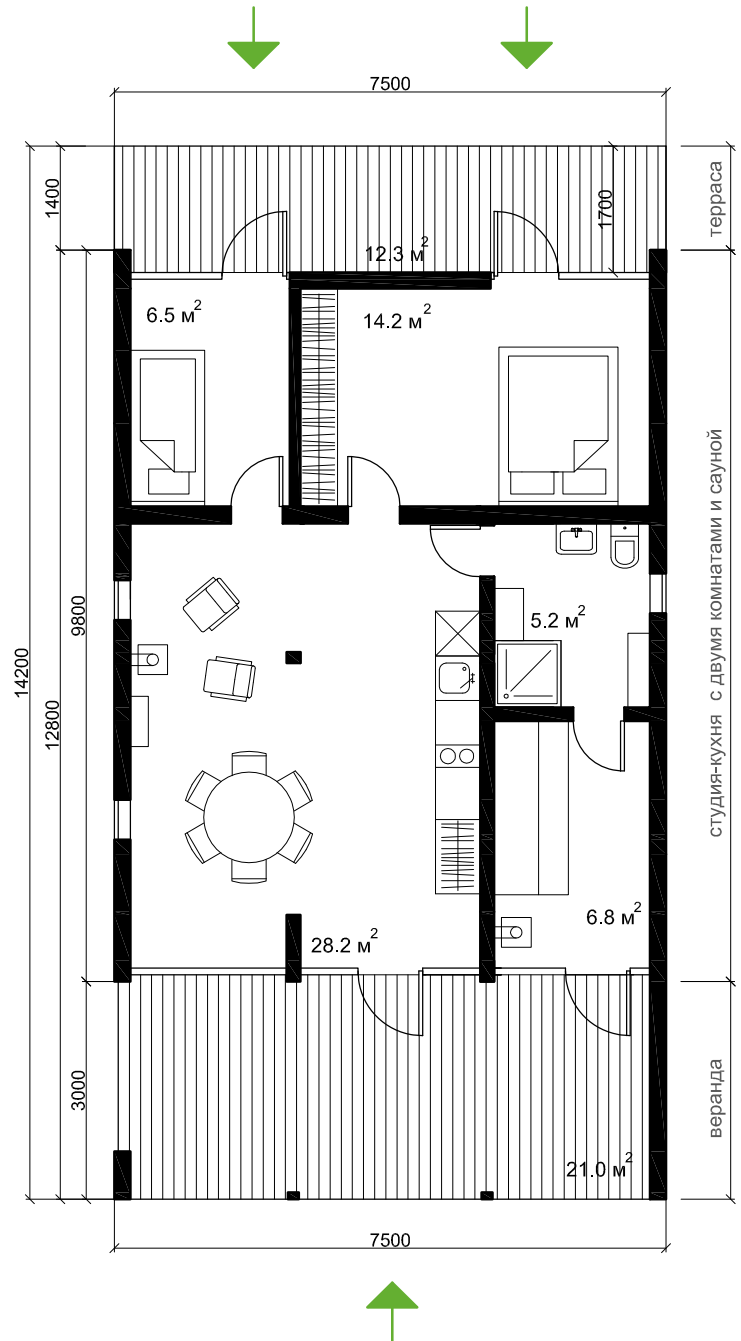 7500
1400
1700
терраса
12.3 м²
6.5 м²
14.2 м²
14200
12800
9800
5.2 м²
студия-кухня с двумя комнатами и сауной
6.8 м²
28.2 м²
3000
веранда
21.0 м²
7500